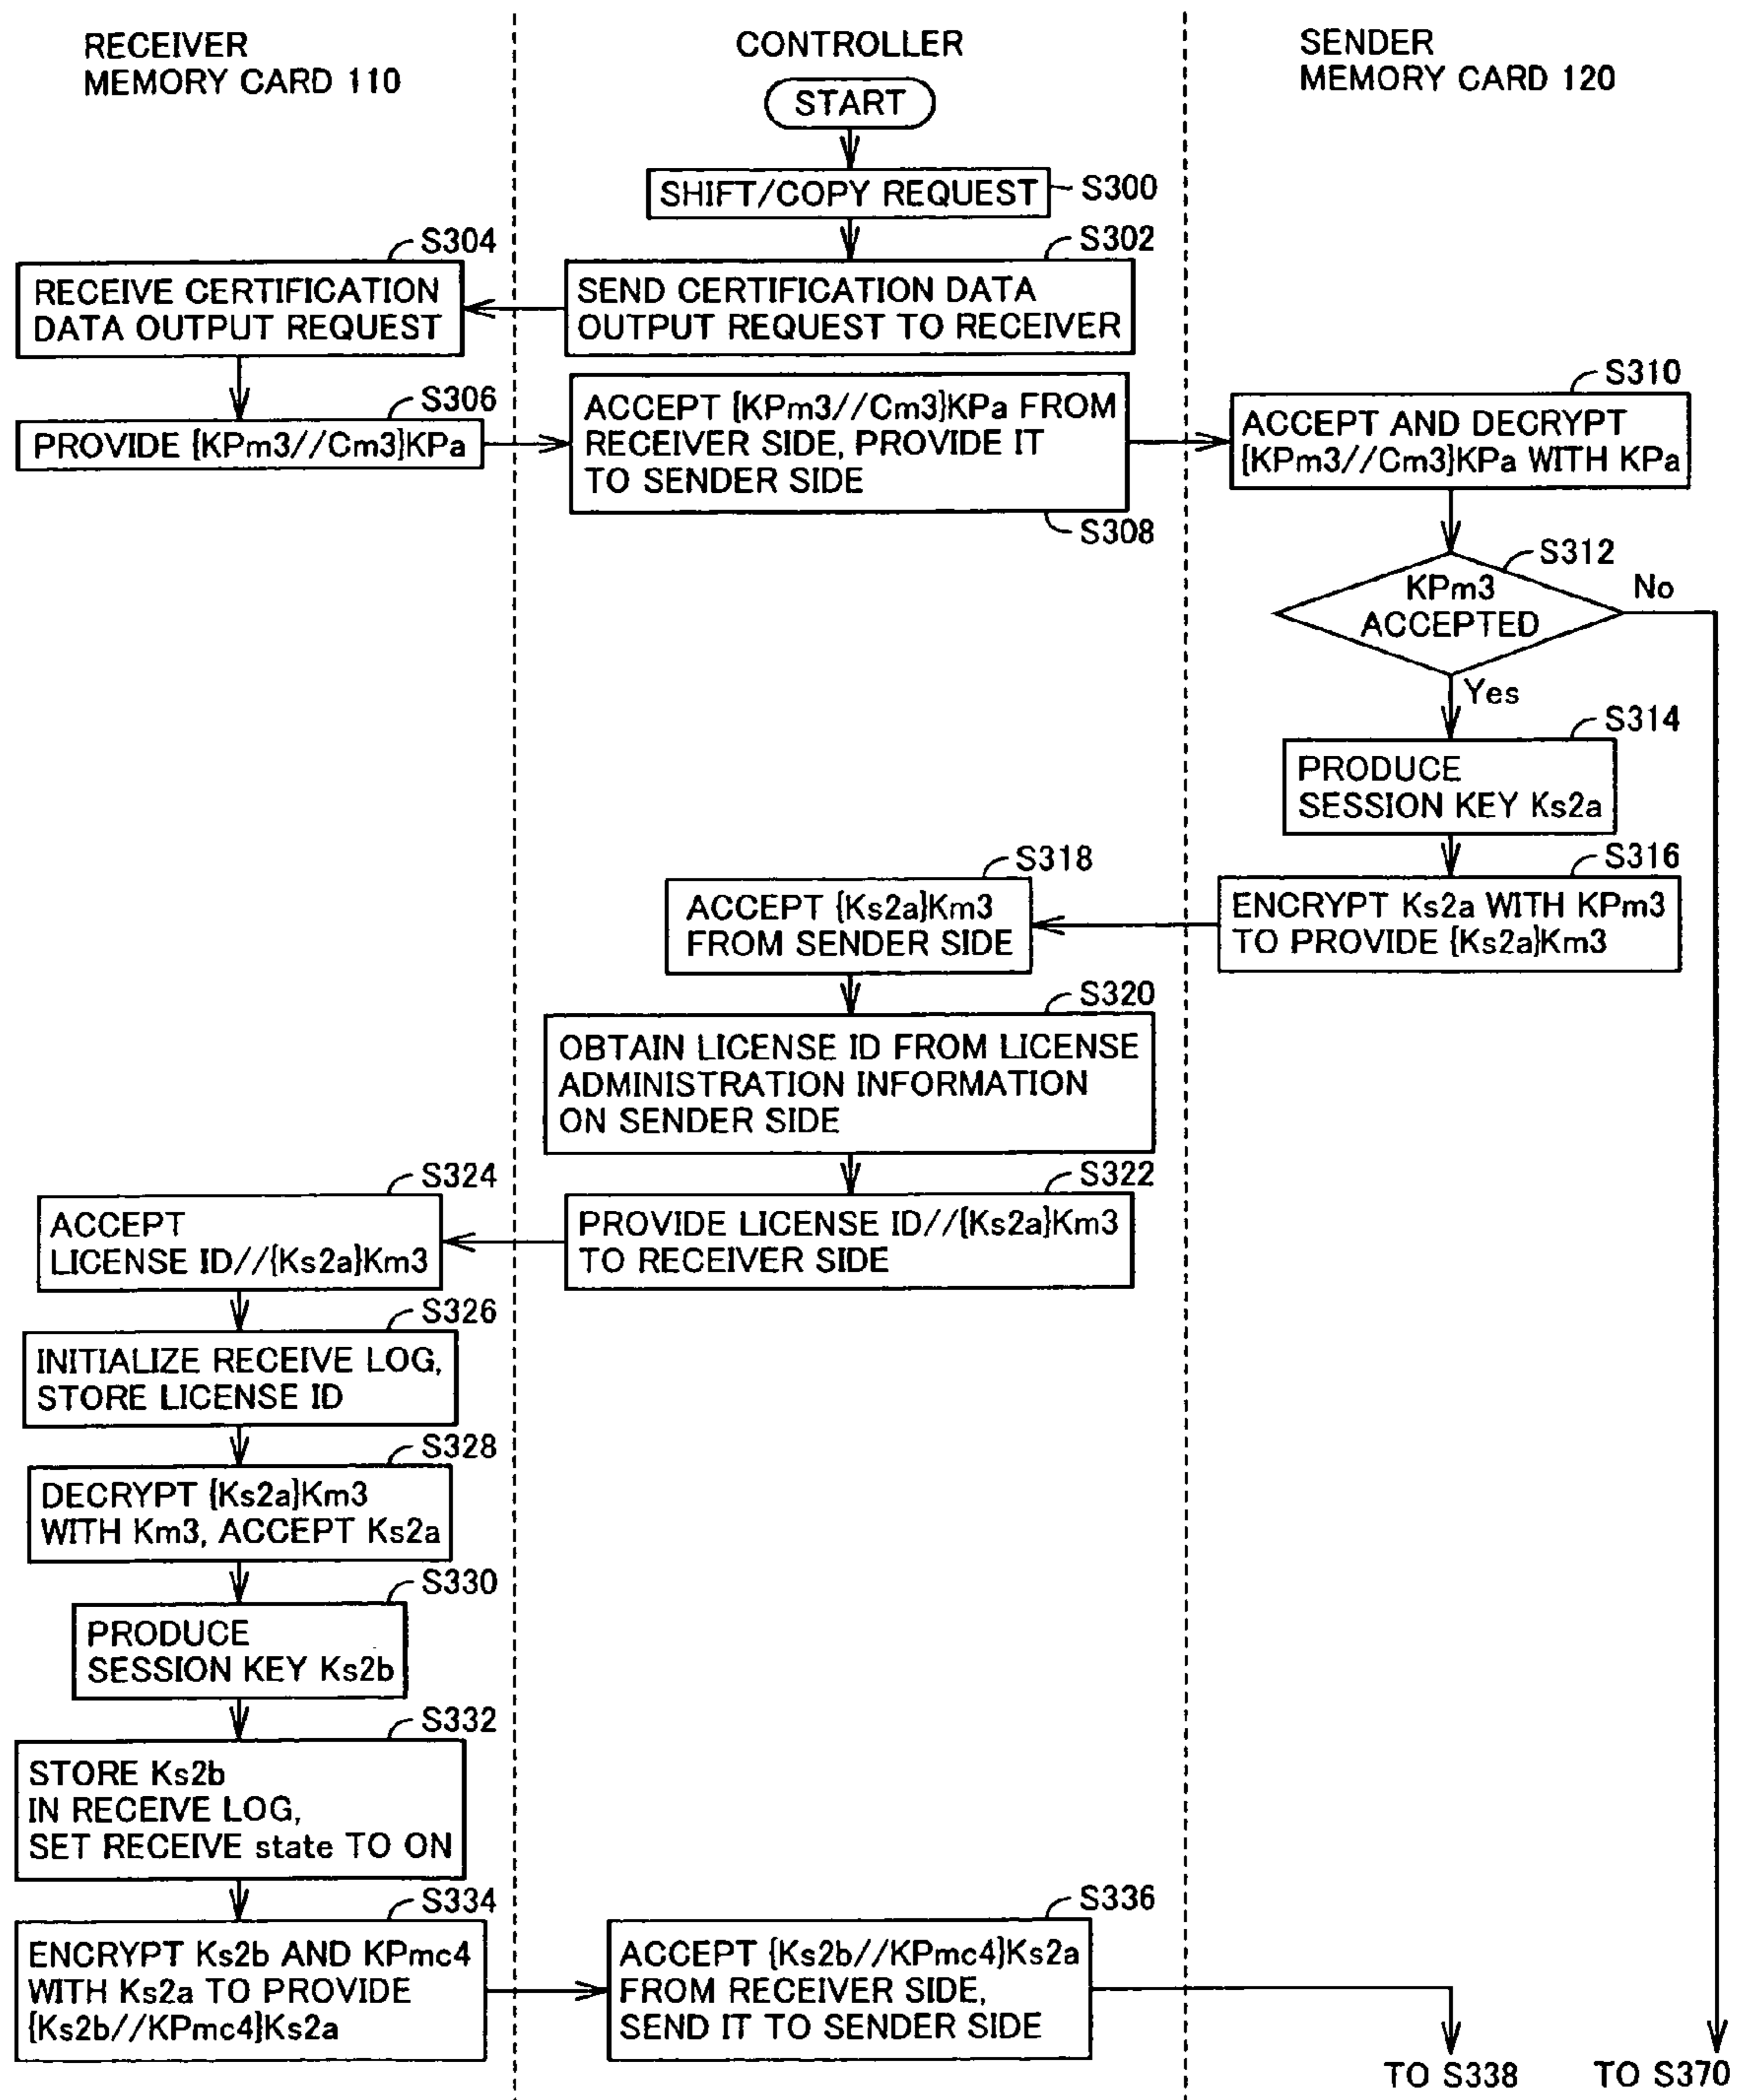 RECEIVER
MEMORY CARD 110
CONTROLLER
SENDER
MEMORY CARD 120
START
SHIFT/COPY REQUEST
S300
S302
SEND CERTIFICATION DATA
OUTPUT REQUEST TO RECEIVER
S304
RECEIVE CERTIFICATION
DATA OUTPUT REQUEST
S306
PROVIDE {KPm3//Cm3}KPa
ACCEPT {KPm3//Cm3}KPa FROM
RECEIVER SIDE, PROVIDE IT
TO SENDER SIDE
S308
S310
ACCEPT AND DECRYPT
{KPm3//Cm3}KPa WITH KPa
S312
KPm3
ACCEPTED
No
Yes
S314
PRODUCE
SESSION KEY Ks2a
S316
ENCRYPT Ks2a WITH KPm3
TO PROVIDE {Ks2a}Km3
S318
ACCEPT {Ks2a}Km3
FROM SENDER SIDE
S320
OBTAIN LICENSE ID FROM LICENSE
ADMINISTRATION INFORMATION
ON SENDER SIDE
S322
PROVIDE LICENSE ID//{Ks2a}Km3
TO RECEIVER SIDE
S324
ACCEPT
LICENSE ID//{Ks2a}Km3
S326
INITIALIZE RECEIVE LOG,
STORE LICENSE ID
S328
DECRYPT {Ks2a}Km3
WITH Km3, ACCEPT Ks2a
S330
PRODUCE
SESSION KEY Ks2b
S332
STORE Ks2b
IN RECEIVE LOG,
SET RECEIVE state TO ON
S334
ENCRYPT Ks2b AND KPmc4
WITH Ks2a TO PROVIDE
{Ks2b//KPmc4}Ks2a
S336
ACCEPT {Ks2b//KPmc4}Ks2a
FROM RECEIVER SIDE,
SEND IT TO SENDER SIDE
TO S338
TO S370